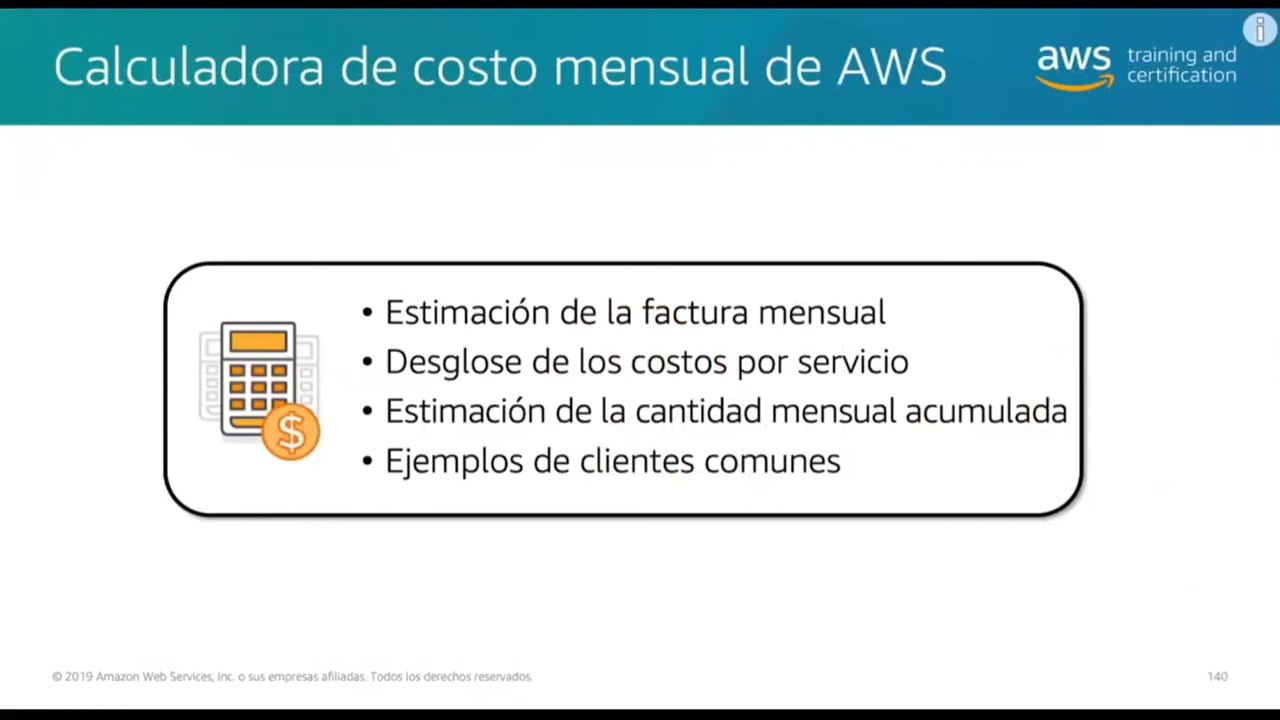 Calculadora de costo mensual de AWS
aws training and
certification
• Estimación de la factura mensual
• Desglose de los costos por servicio
• Estimación de la cantidad mensual acumulada
• Ejemplos de clientes comunes
$
© 2019 Amazon Web Services, Inc. o sus empresas afiliadas. Todos los derechos reservados.
140